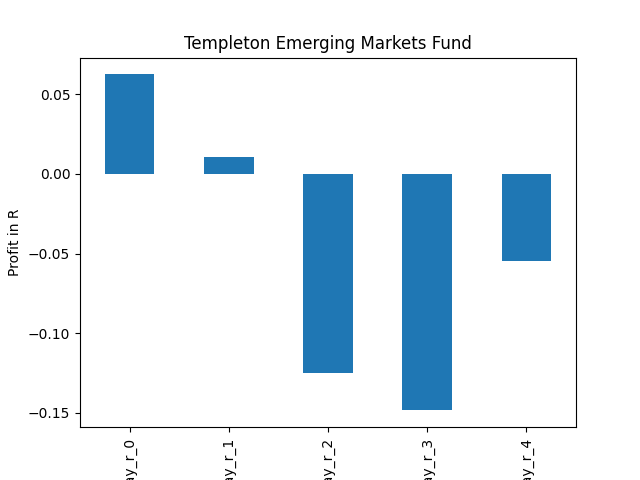 Templeton Emerging Markets Fund
Profit in R
0.05
0.00
−0.05
−0.10
−0.15
ay_r_0
ay_r_1
ay_r_2
ay_r_3
ay_r_4